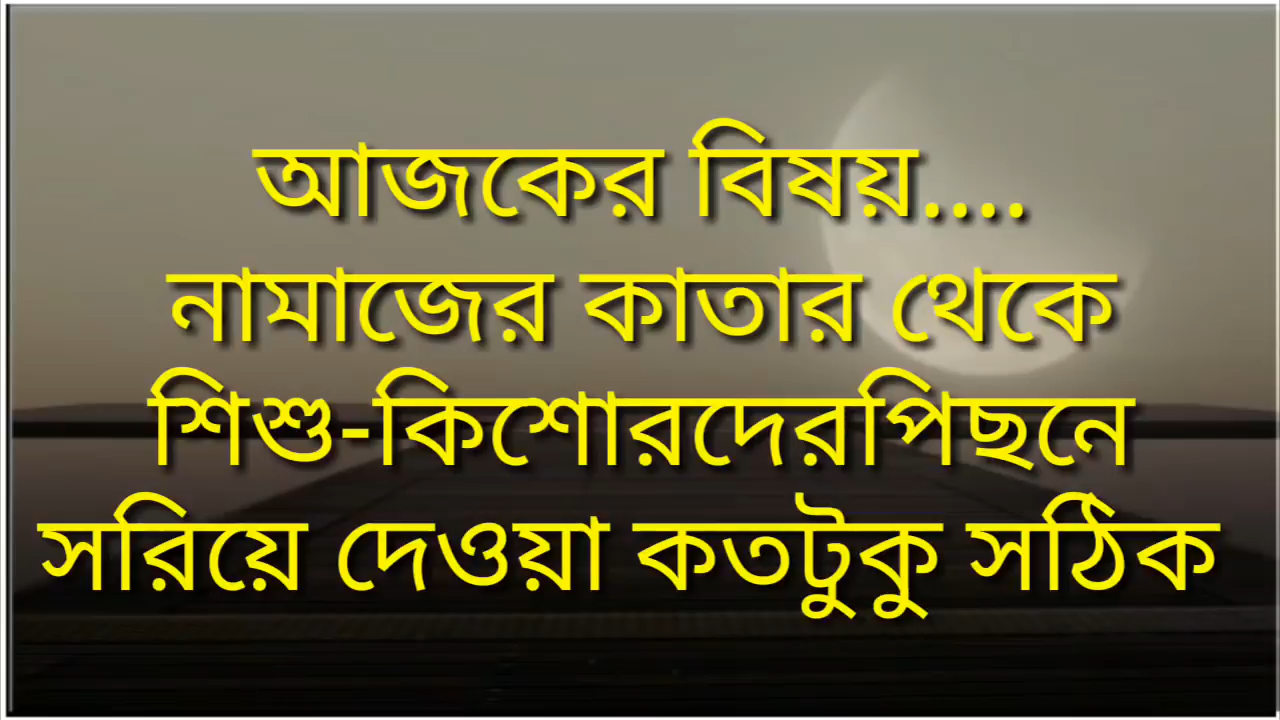 আজকের বিষয়....
নামাজের কাতার থেকে
শিশু-কিশোরদেরপিছনে
সরিয়ে দেওয়া কতটুকু সঠিক